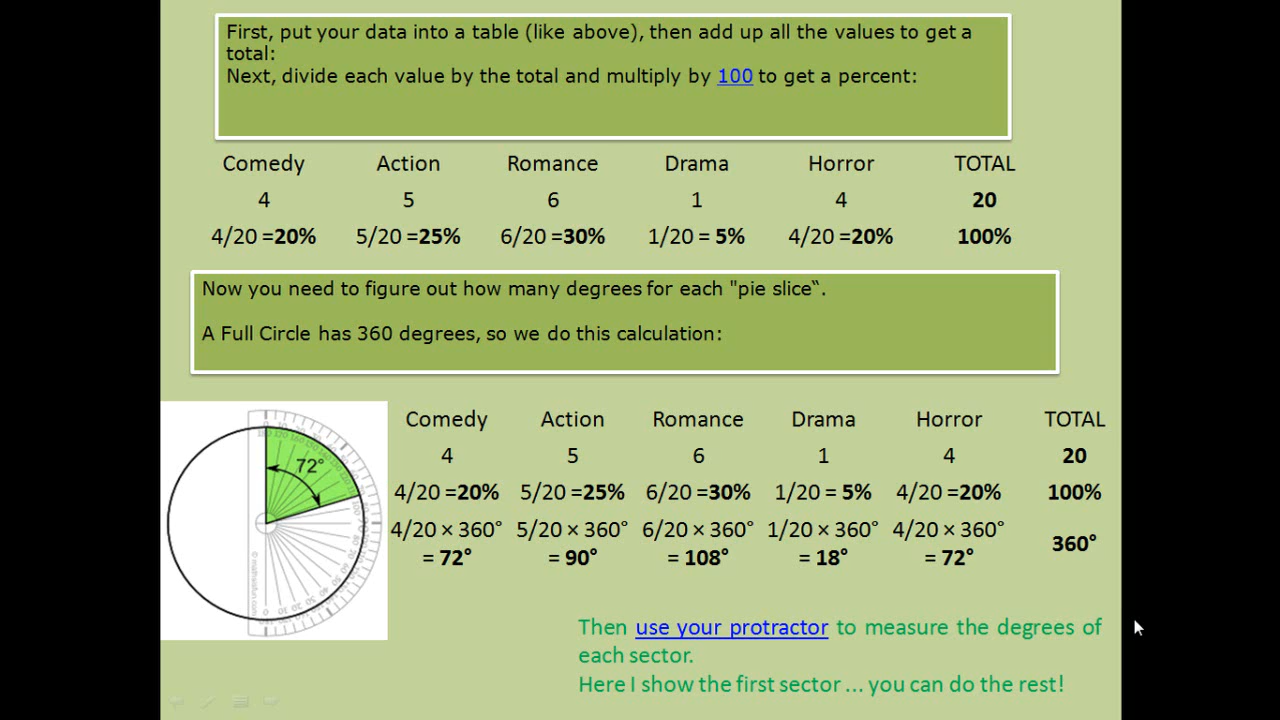 First, put your data into a table (like above), then add up all the values to get a
total:
Next, divide each value by the total and multiply by 100 to get a percent:
Comedy Action Romance Drama Horror TOTAL
4 5 6 1 4 20
4/20 =20% 5/20 =25% 6/20 =30% 1/20 = 5% 4/20 =20% 100%
Now you need to figure out how many degrees for each "pie slice“.
A Full Circle has 360 degrees, so we do this calculation:
72°
© mathsisfun.com
Comedy Action Romance Drama Horror TOTAL
4 5 6 1 4 20
4/20 =20% 5/20 =25% 6/20 =30% 1/20 = 5% 4/20 =20% 100%
4/20 × 360° 5/20 × 360° 6/20 × 360° 1/20 × 360° 4/20 × 360° 360°
= 72° = 90° = 108° = 18° = 72°
Then use your protractor to measure the degrees of
each sector.
Here I show the first sector ... you can do the rest!